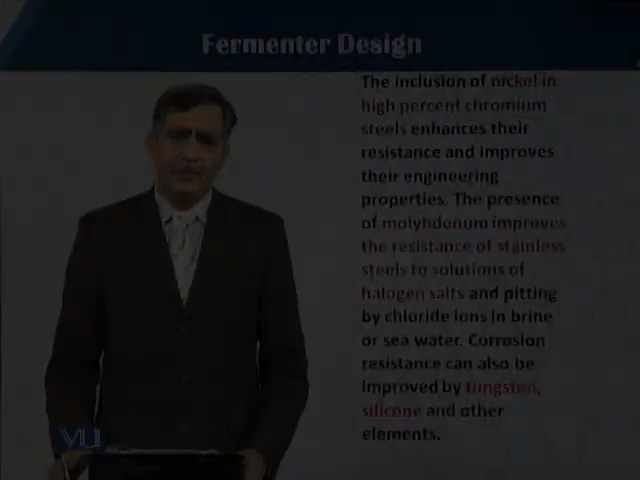 Fermenter Design
The inclusion of nickel in
high percent chromium
steels enhances their
resistance and improves
their engineering
properties. The presence
of molybdonum improves
the resistance of stainless
steels to solutions of
halogen salts and pitting
by chloride ions in brine
or sea water. Corrosion
resistance can also be
improved by tungsten,
silicone and other
elements.
VU